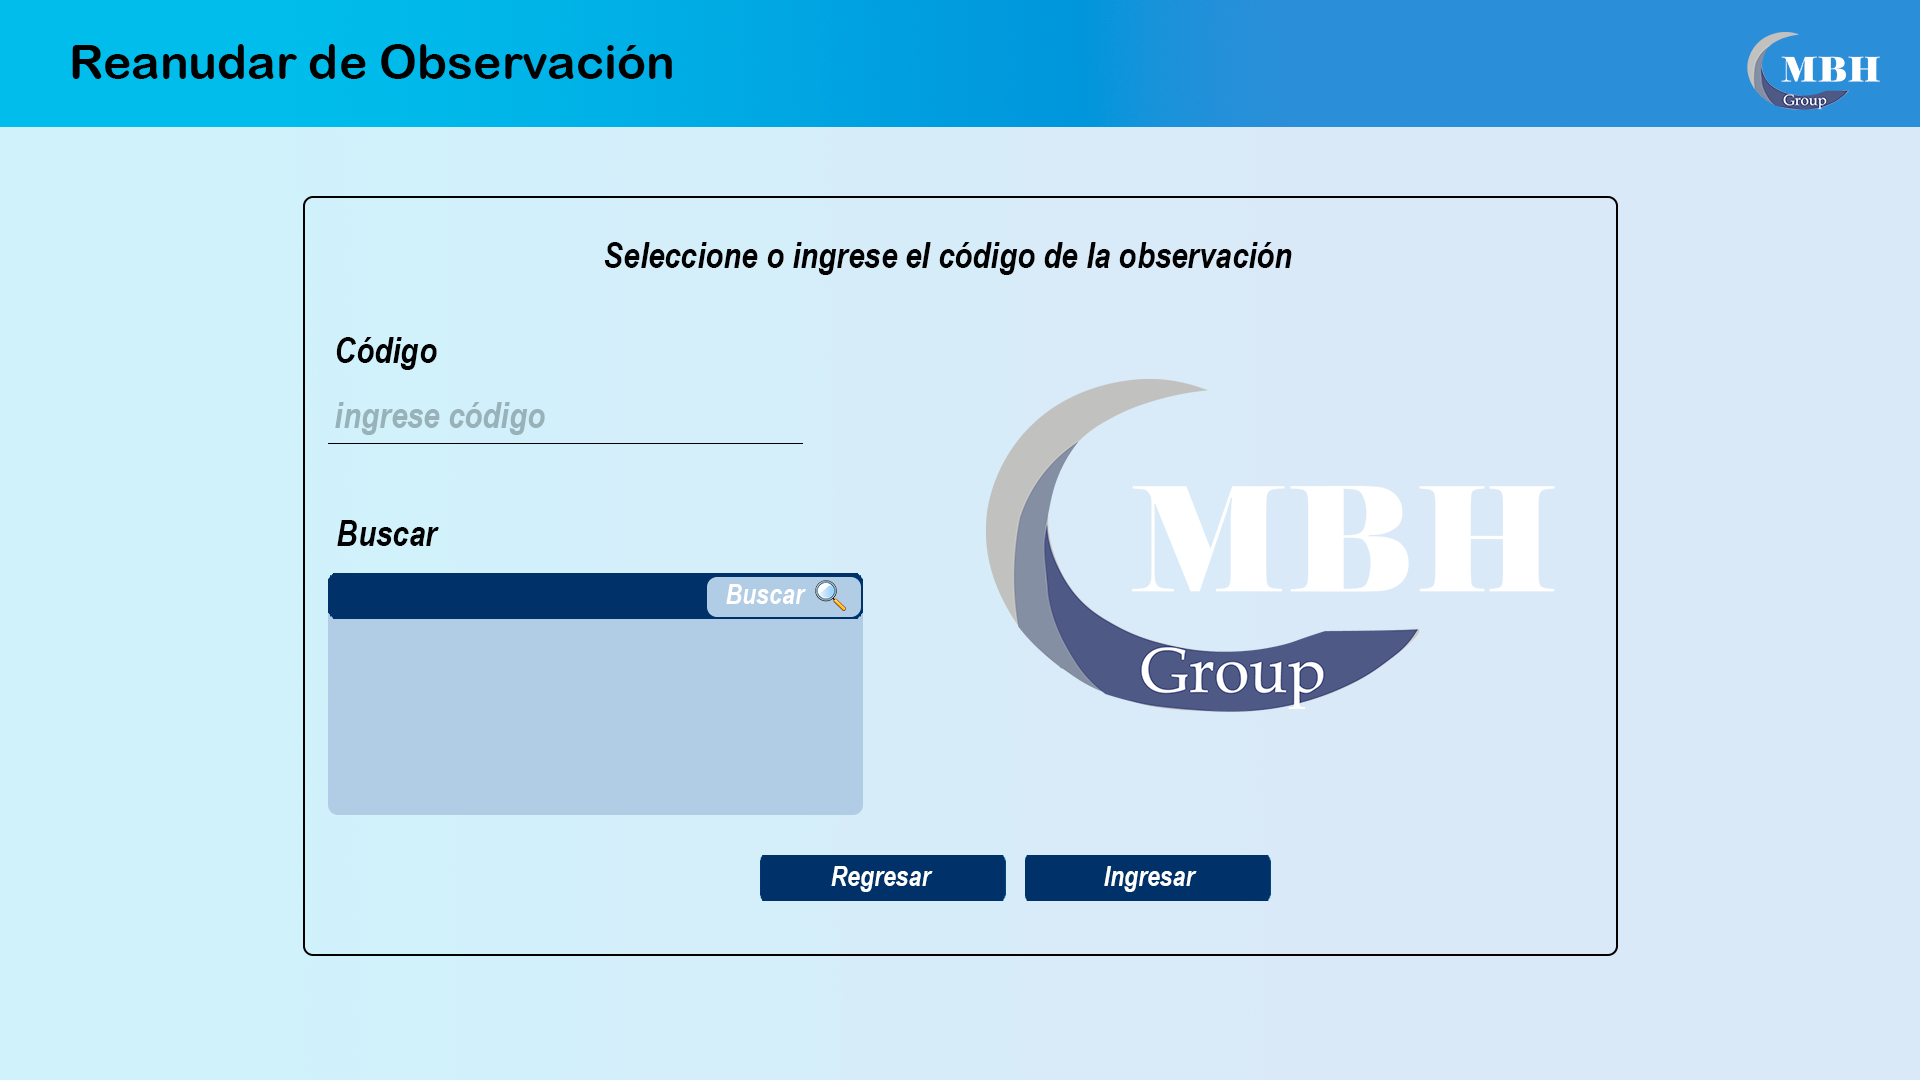 Reanudar de Observación
MBH
Group
Seleccione o ingrese el código de la observación
Código
ingrese código
Buscar
Buscar
MBH
Group
Regresar
Ingresar